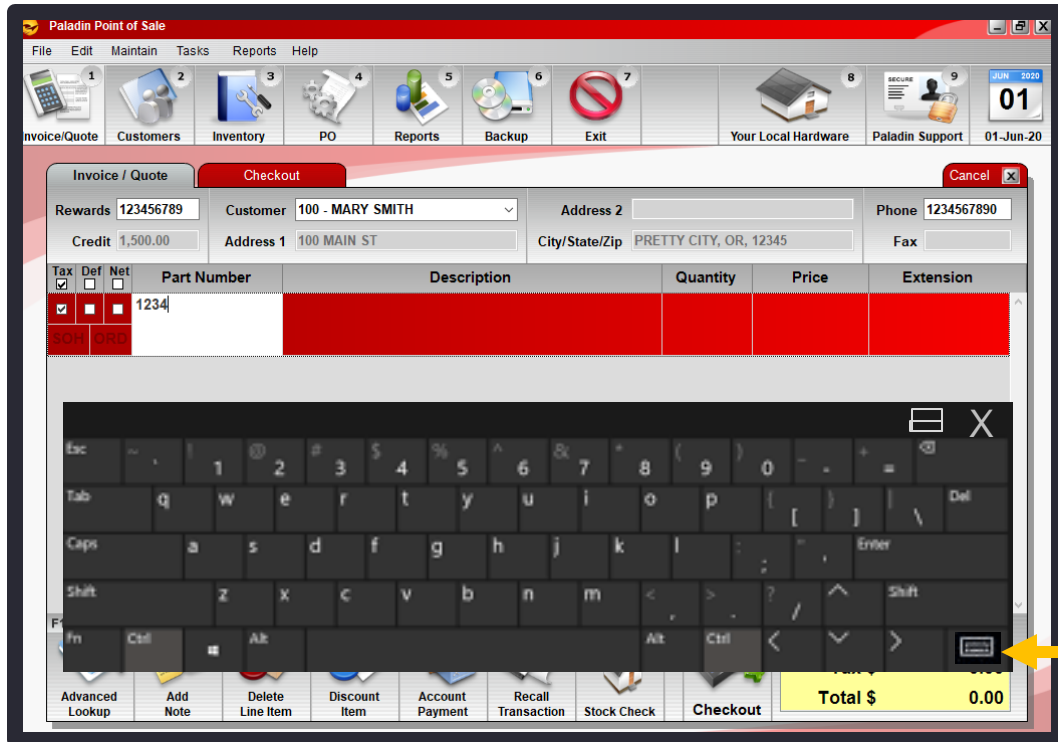 Paladin Point of Sale
File Edit Maintain Tasks Reports Help
1 2 3 4 5 6 7 8 SECURE 9 JUN 2020
01
Invoice/Quote Customers Inventory PO Reports Backup Exit Your Local Hardware Paladin Support 01-Jun-20
Invoice / Quote Checkout Cancel X
Rewards 123456789 Customer 100 - MARY SMITH Address 2 Phone 1234567890
Credit 1,500.00 Address 1 100 MAIN ST City/State/Zip PRETTY CITY, OR, 12345 Fax
Tax Def Net Part Number Description Quantity Price Extension
1234
SOH ORD
X
Esc ~ ` ! 1 @ 2 # 3 $ 4 % 5 ^ 6 & 7 * 8 ( 9 ) 0 _ - + =
Tab q w e r t y u i o p { [ } ] | \ Del
Caps a s d f g h j k l : ; " ' Enter
Shift z x c v b n m < , > . ? / Shift
Fn Ctrl Alt Alt Ctrl
Advanced Lookup Add Note Delete Line Item Discount Item Account Payment Recall Transaction Stock Check Checkout Total $ 0.00